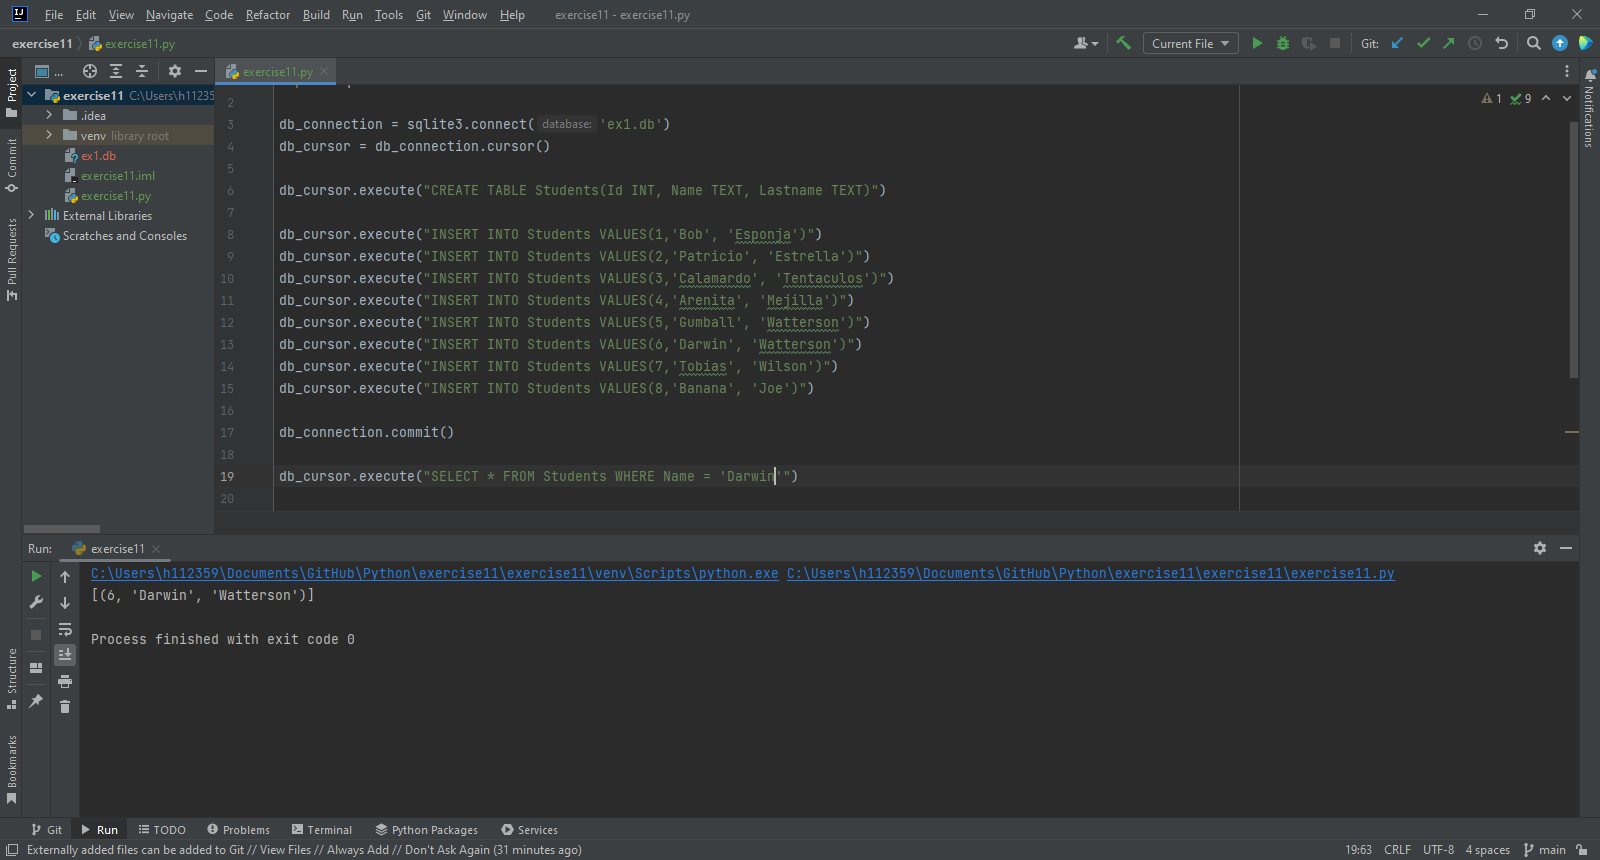 File Edit View Navigate Code Refactor Build Run Tools Git Window Help exercise11 - exercise11.py
exercise11 exercise11.py Current File Git:
Project
...
exercise11.py
exercise11 C:\Users\h112359
.idea
venv library root
ex1.db
exercise11.iml
exercise11.py
External Libraries
Scratches and Consoles
Commit
Pull Requests
1 9
Notifications
2
3 db_connection = sqlite3.connect( database: 'ex1.db')
4 db_cursor = db_connection.cursor()
5
6 db_cursor.execute("CREATE TABLE Students(Id INT, Name TEXT, Lastname TEXT)")
7
8 db_cursor.execute("INSERT INTO Students VALUES(1,'Bob', 'Esponja')")
9 db_cursor.execute("INSERT INTO Students VALUES(2,'Patricio', 'Estrella')")
10 db_cursor.execute("INSERT INTO Students VALUES(3,'Calamardo', 'Tentaculos')")
11 db_cursor.execute("INSERT INTO Students VALUES(4,'Arenita', 'Mejilla')")
12 db_cursor.execute("INSERT INTO Students VALUES(5,'Gumball', 'Watterson')")
13 db_cursor.execute("INSERT INTO Students VALUES(6,'Darwin', 'Watterson')")
14 db_cursor.execute("INSERT INTO Students VALUES(7,'Tobías', 'Wilson')")
15 db_cursor.execute("INSERT INTO Students VALUES(8,'Banana', 'Joe')")
16
17 db_connection.commit()
18
19 db_cursor.execute("SELECT * FROM Students WHERE Name = 'Darwin'")
20
Run: exercise11
C:\Users\h112359\Documents\GitHub\Python\exercise11\exercise11\venv\Scripts\python.exe C:\Users\h112359\Documents\GitHub\Python\exercise11\exercise11\exercise11.py
[(6, 'Darwin', 'Watterson')]
Process finished with exit code 0
Structure
Bookmarks
Git Run TODO Problems Terminal Python Packages Services
Externally added files can be added to Git // View Files // Always Add // Don't Ask Again (31 minutes ago) 19:63 CRLF UTF-8 4 spaces main